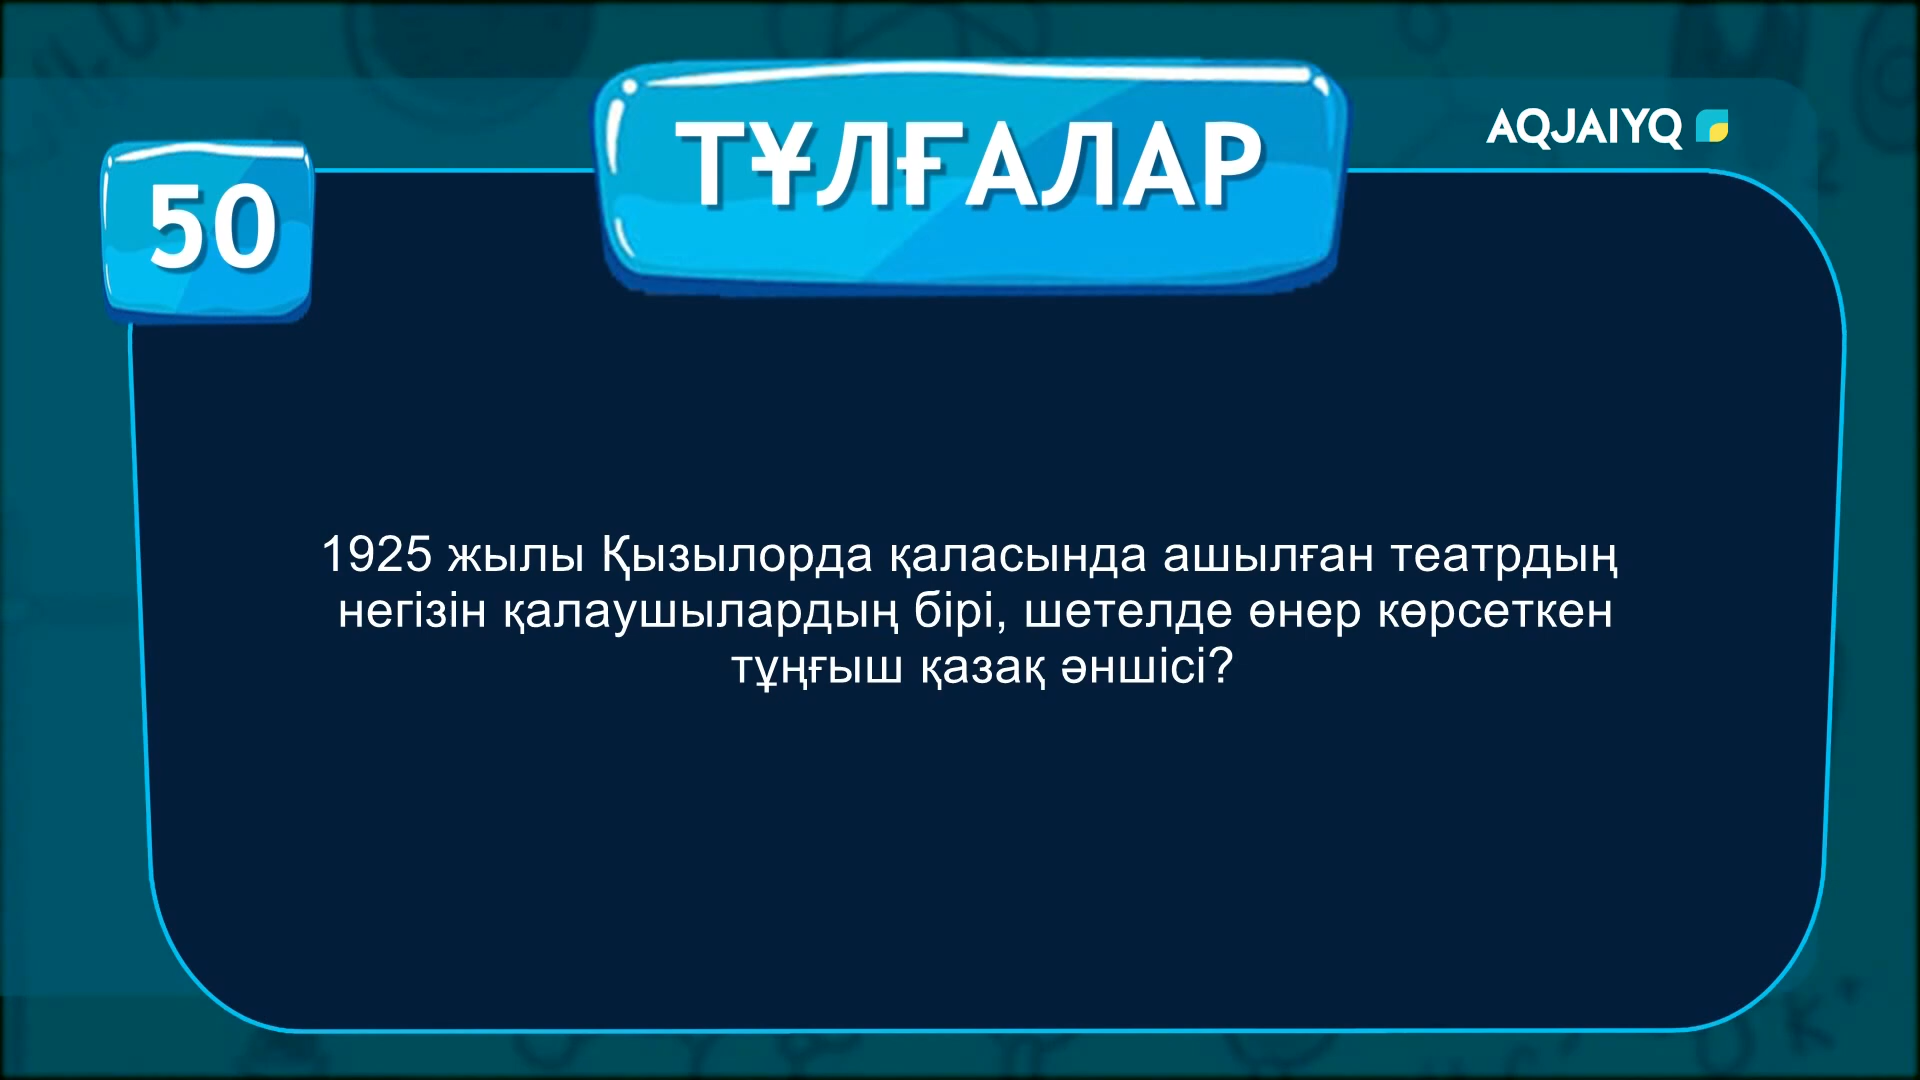 ТҰЛҒАЛАР
AQJAIYQ
50
1925 жылы Қызылорда қаласында ашылған театрдың
негізін қалаушылардың бірі, шетелде өнер көрсеткен
тұңғыш қазақ әншісі?